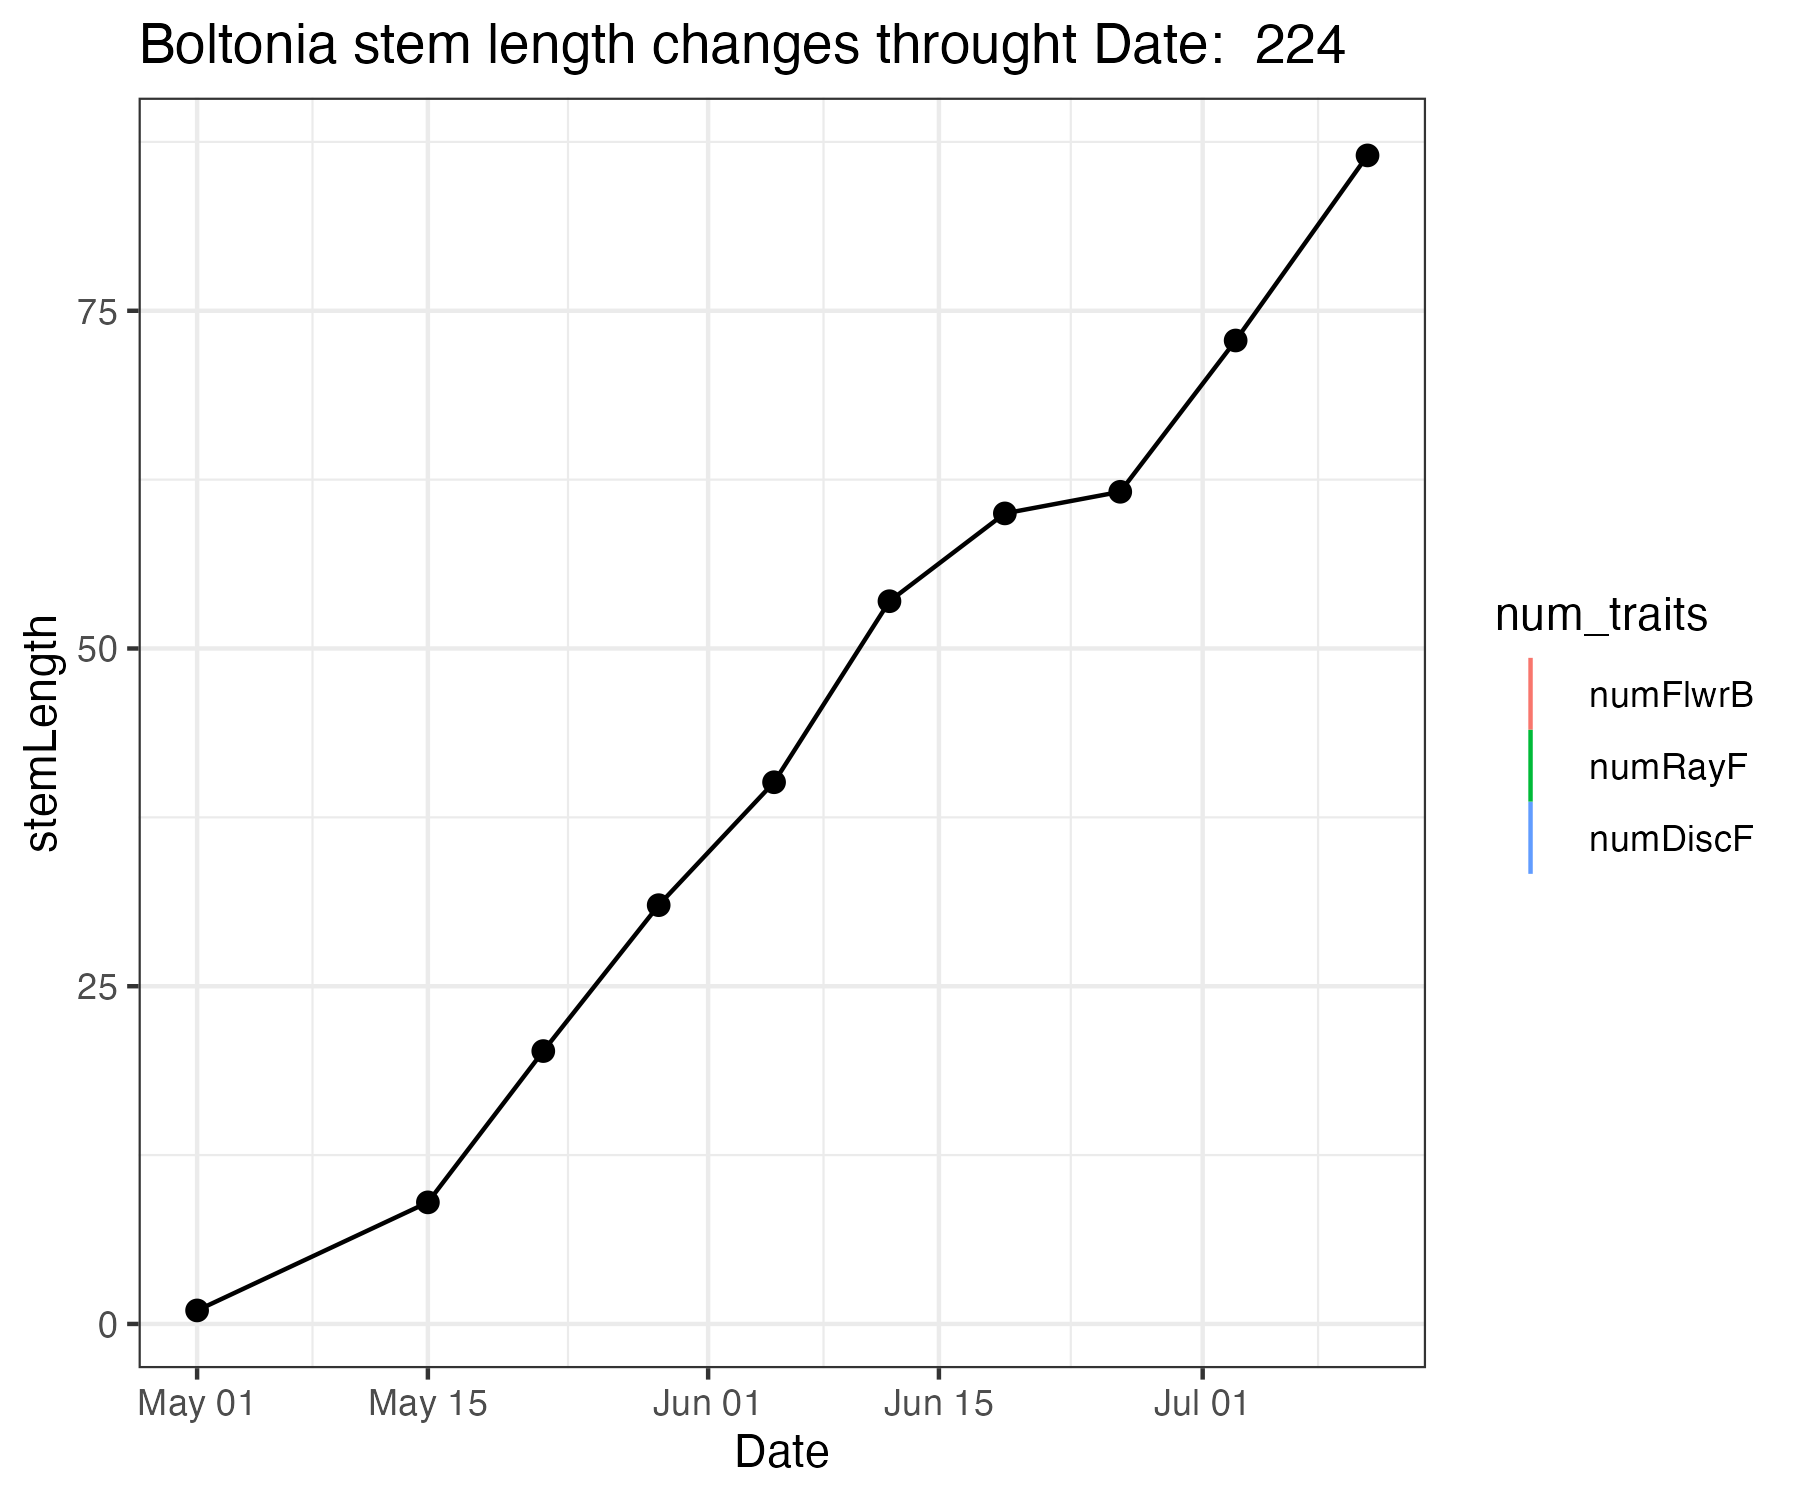 Boltonia stem length changes throught Date:  224
75
50
25
0
stemLength
May 01
May 15
Jun 01
Jun 15
Jul 01
Date
num_traits
numFlwrB
numRayF
numDiscF